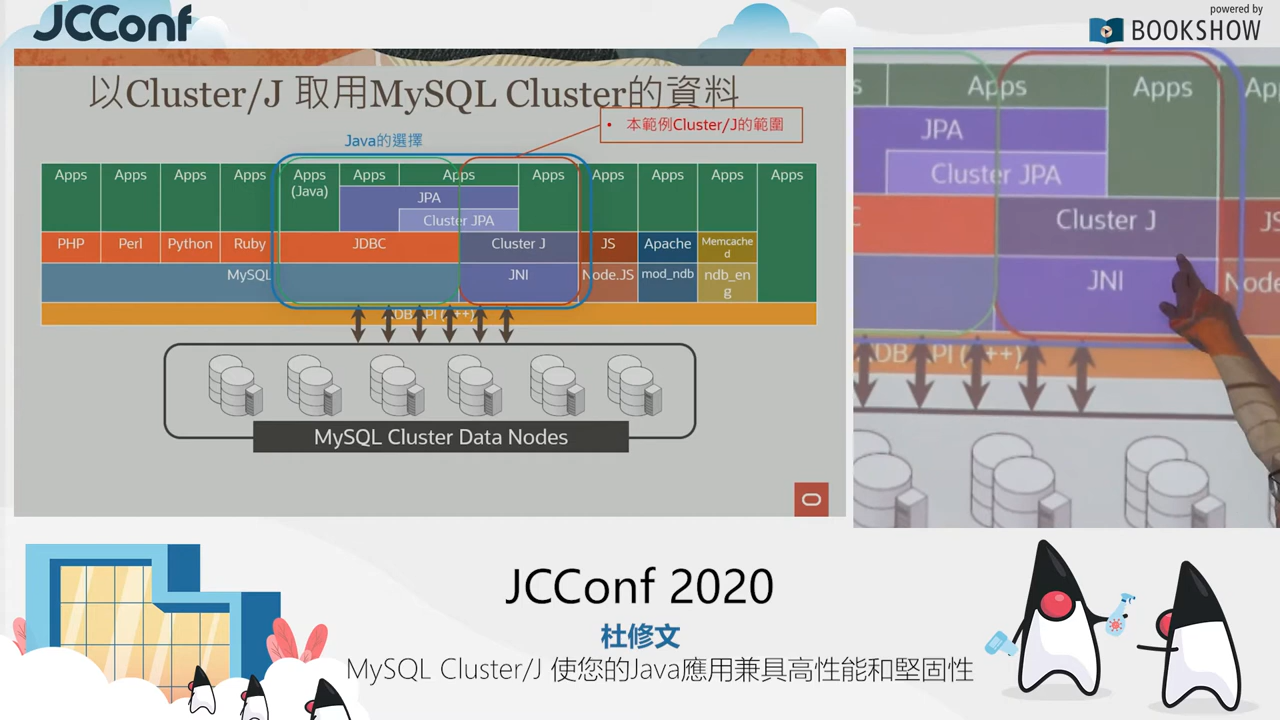 JCConf
powered by
BOOKSHOW
以Cluster/J 取用MySQL Cluster的資料
• 本範例Cluster/J的範圍
Java的選擇
Apps Apps Apps Apps Apps Apps Apps Apps Apps Apps Apps Apps
(Java)
JPA
Cluster JPA
PHP Perl Python Ruby JDBC Cluster J JS Apache Memcache
d
MySQL JNI Node.JS mod_ndb ndb_en
g
MySQL Cluster Data Nodes
Apps Apps
JPA
Cluster JPA
Cluster J JS
JNI
JCConf 2020
杜修文
MySQL Cluster/J 使您的Java應用兼具高性能和堅固性